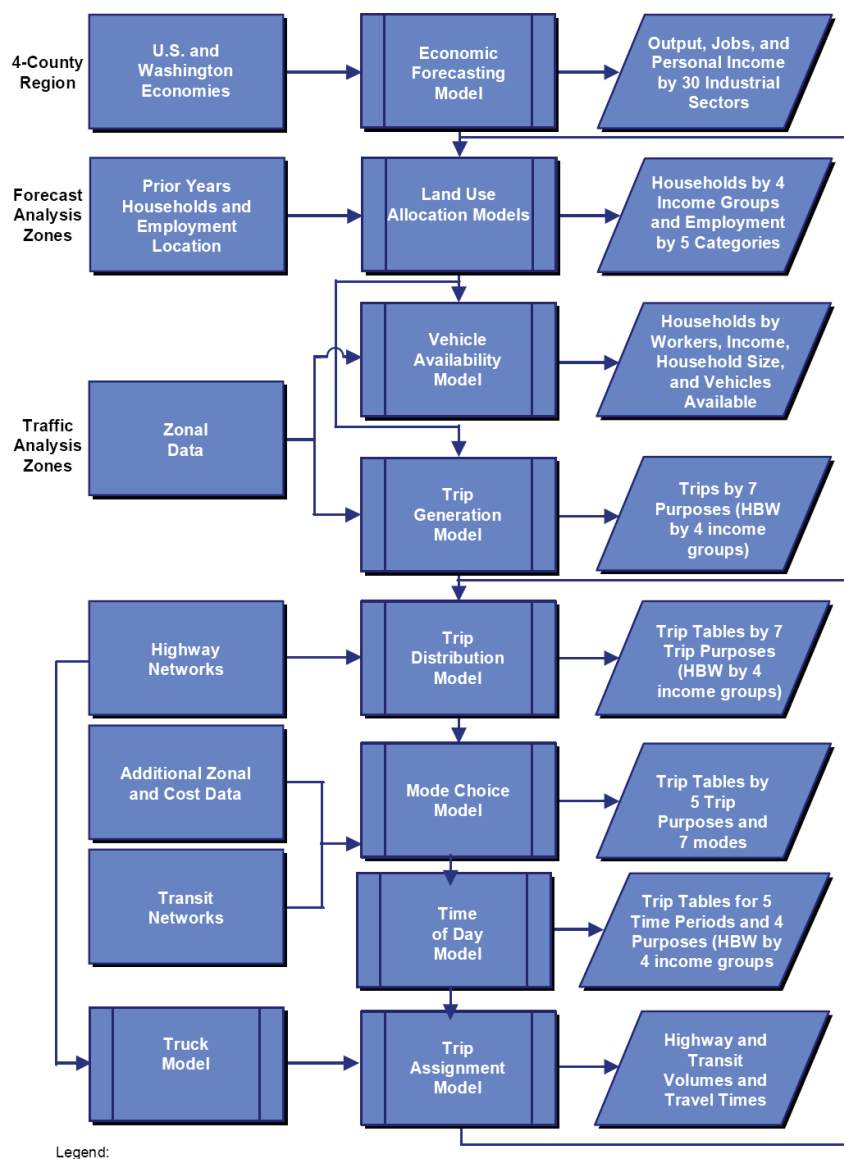 4-County
Region
U.S. and
Washington
Economies
Economic
Forecasting
Model
Output, Jobs, and
Personal Income
by 30 Industrial
Sectors
Forecast
Analysis
Zones
Prior Years
Households and
Employment
Location
Land Use
Allocation Models
Households by 4
Income Groups
and Employment
by 5 Categories
Vehicle
Availability
Model
Households by
Workers, Income,
Household Size,
and Vehicles
Available
Traffic
Analysis
Zones
Zonal
Data
Trip
Generation
Model
Trips by 7
Purposes (HBW
by 4 income
groups)
Highway
Networks
Trip
Distribution
Model
Trip Tables by 7
Trip Purposes
(HBW by 4
income groups)
Additional Zonal
and Cost Data
Mode Choice
Model
Trip Tables by
5 Trip
Purposes and
7 modes
Transit
Networks
Time
of Day
Model
Trip Tables for 5
Time Periods and 4
Purposes (HBW by
4 income groups
Truck
Model
Trip
Assignment
Model
Highway and
Transit
Volumes and
Travel Times
Legend: